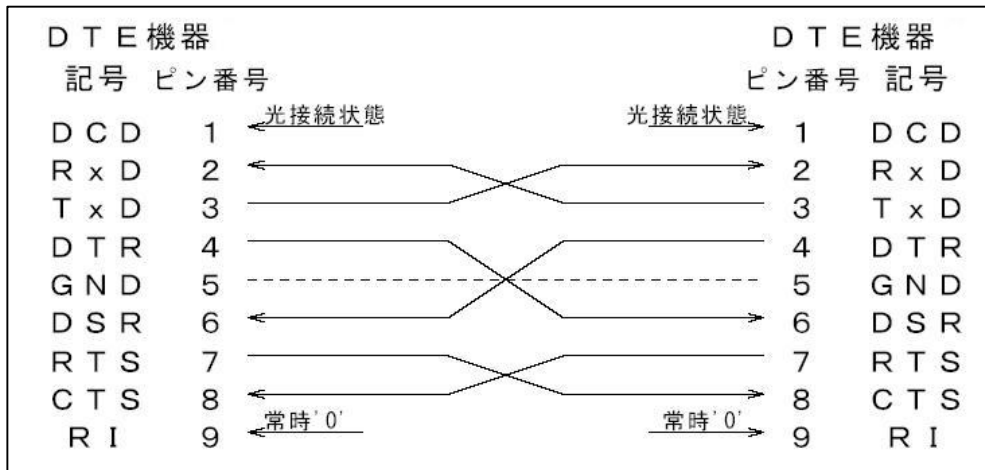 DTE機器 DTE機器
記号 ピン番号 ピン番号 記号
DCD 1 光接続状態 光接続状態 1 DCD
RxD 2 2 RxD
TxD 3 3 TxD
DTR 4 4 DTR
GND 5 5 GND
DSR 6 6 DSR
RTS 7 7 RTS
CTS 8 8 CTS
RI 9 常時'0' 常時'0' 9 RI